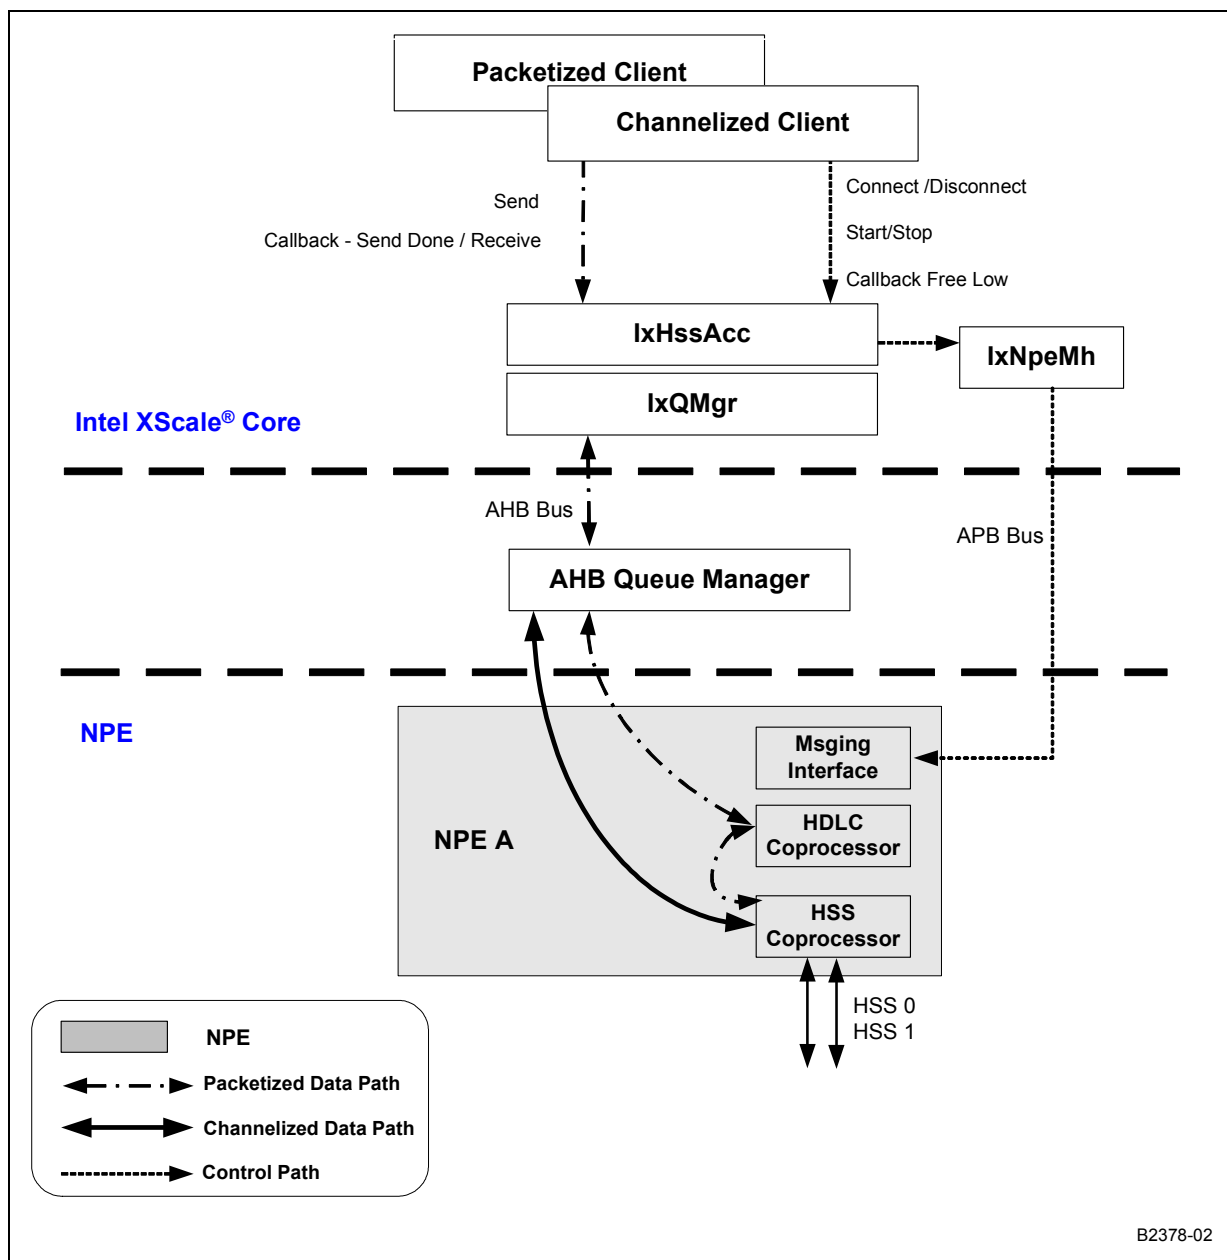 Packetized Client
Channelized Client
Send
Callback - Send Done / Receive
Connect /Disconnect
Start/Stop
Callback Free Low
IxHssAcc
IxNpeMh
IxQMgr
Intel XScale® Core
AHB Bus
APB Bus
AHB Queue Manager
NPE
Msging
Interface
NPE A
HDLC
Coprocessor
HSS
Coprocessor
HSS 0
HSS 1
NPE
Packetized Data Path
Channelized Data Path
Control Path
B2378-02